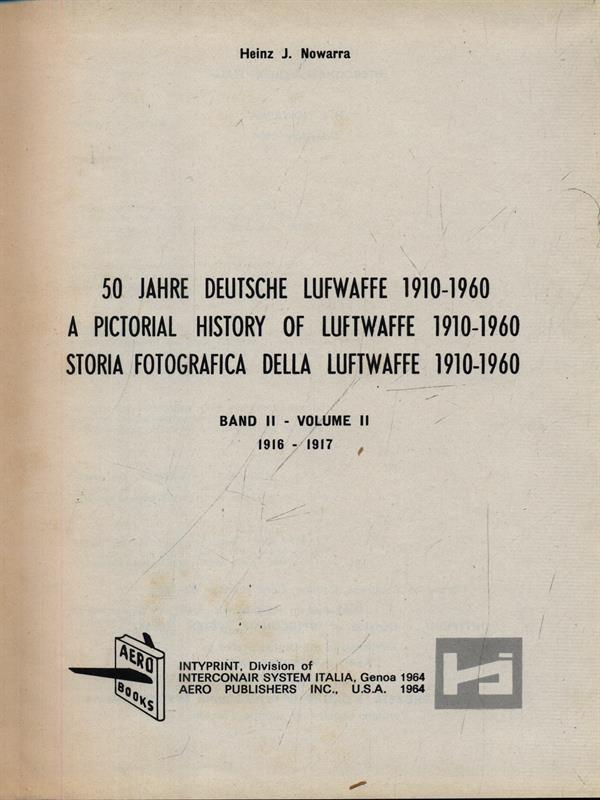 Heinz J. Nowarra
50 JAHRE DEUTSCHE LUFWAFFE 1910-1960
A PICTORIAL HISTORY OF LUFTWAFFE 1910-1960
STORIA FOTOGRAFICA DELLA LUFTWAFFE 1910-1960
BAND II - VOLUME II
1916 - 1917
AERO
BOOKS
INTYPRINT, Division of
INTERCONAIR SYSTEM ITALIA, Genoa 1964
AERO PUBLISHERS INC., U.S.A. 1964